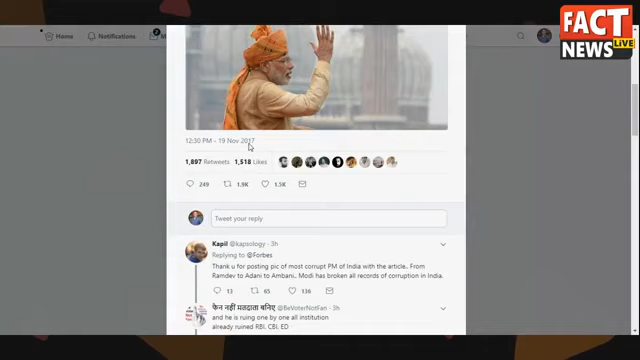 FACT
NEWS LIVE
Home
Notifications
12:30 PM - 19 Nov 2017
1,897 Retweets 1,518 Likes
249 1.9K 1.5K
Tweet your reply
Kapil @kapsology · 3h
Replying to @Forbes
Thank u for posting pic of most corrupt PM of India with the article.. From
Ramdev to Adani to Ambani.. Modi has broken all records of corruption in India.
13 65 136
फेन नहीं मतदाता बनिए @BeVoterNotFan · 3h
and he is ruing one by one all institution
already ruined RBI, CBI, ED